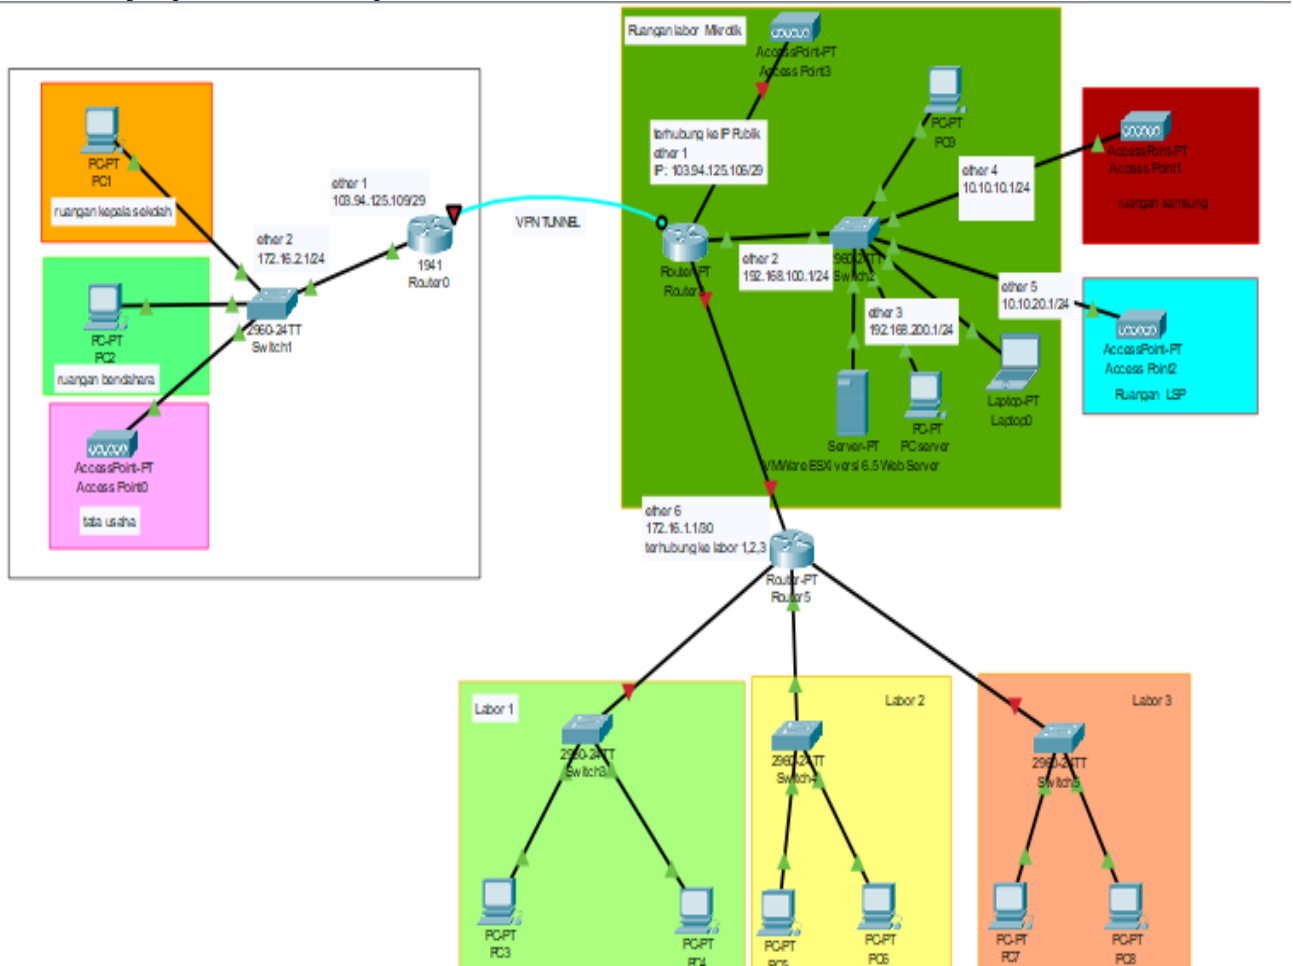 PC-PT
PC1
ruangan kepala sekolah
PC-PT
PC2
ruangan bendahara
AccessPoint-PT
Access Point0
tata usaha
ether 2
172.16.2.1/24
2960-24TT
Switch1
ether 1
103.94.125.109/29
1941
Router0
VPN TUNNEL
Ruangan labor Mikrotik
AccessPoint-PT
Access Point3
terhubung ke IP Publik
ether 1
IP: 103.94.125.106/29
Router-PT
ether 2
192.168.100.1/24
2960-24TT
Switch2
PC-PT
PC9
ether 4
10.10.10.1/24
AccessPoint-PT
Access Point1
ruangan samsung
ether 5
10.10.20.1/24
AccessPoint-PT
Access Point2
Ruangan LSP
ether 3
192.168.200.1/24
Server-PT
VMWare ESXI versi 6.5 Web Server
PC-PT
PC server
Laptop-PT
Laptop0
ether 6
172.16.1.1/30
terhubung ke labor 1,2,3
Router-PT
Router5
Labor 1
2960-24TT
Switch3
PC-PT
PC3
PC-PT
PC4
Labor 2
2960-24TT
Switch4
PC-PT
PC5
PC-PT
PC6
Labor 3
2960-24TT
Switch5
PC-PT
PC7
PC-PT
PC8